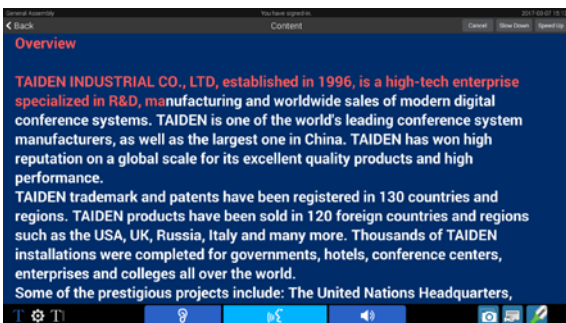 General Assembly You have signed in. 2017-03-07 15:13
Back Content Cancel Slow Down Speed Up
Overview
TAIDEN INDUSTRIAL CO., LTD, established in 1996, is a high-tech enterprise
specialized in R&D, manufacturing and worldwide sales of modern digital
conference systems. TAIDEN is one of the world's leading conference system
manufacturers, as well as the largest one in China. TAIDEN has won high
reputation on a global scale for its excellent quality products and high
performance.
TAIDEN trademark and patents have been registered in 130 countries and
regions. TAIDEN products have been sold in 120 foreign countries and regions
such as the USA, UK, Russia, Italy and many more. Thousands of TAIDEN
installations were completed for governments, hotels, conference centers,
enterprises and colleges all over the world.
Some of the prestigious projects include: The United Nations Headquarters,
T T